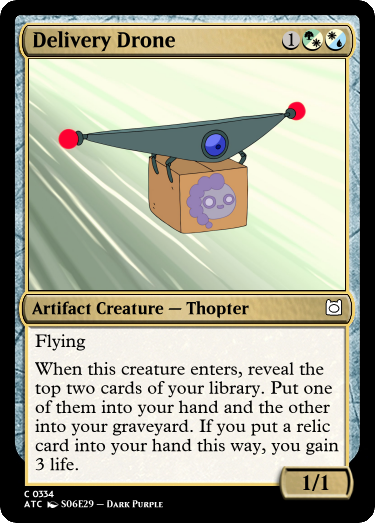 Delivery Drone 1
Artifact Creature — Thopter
Flying
When this creature enters, reveal the
top two cards of your library. Put one
of them into your hand and the other
into your graveyard. If you put a relic
card into your hand this way, you gain
3 life.
1/1
C 0334
ATC S06E29 — Dark Purple